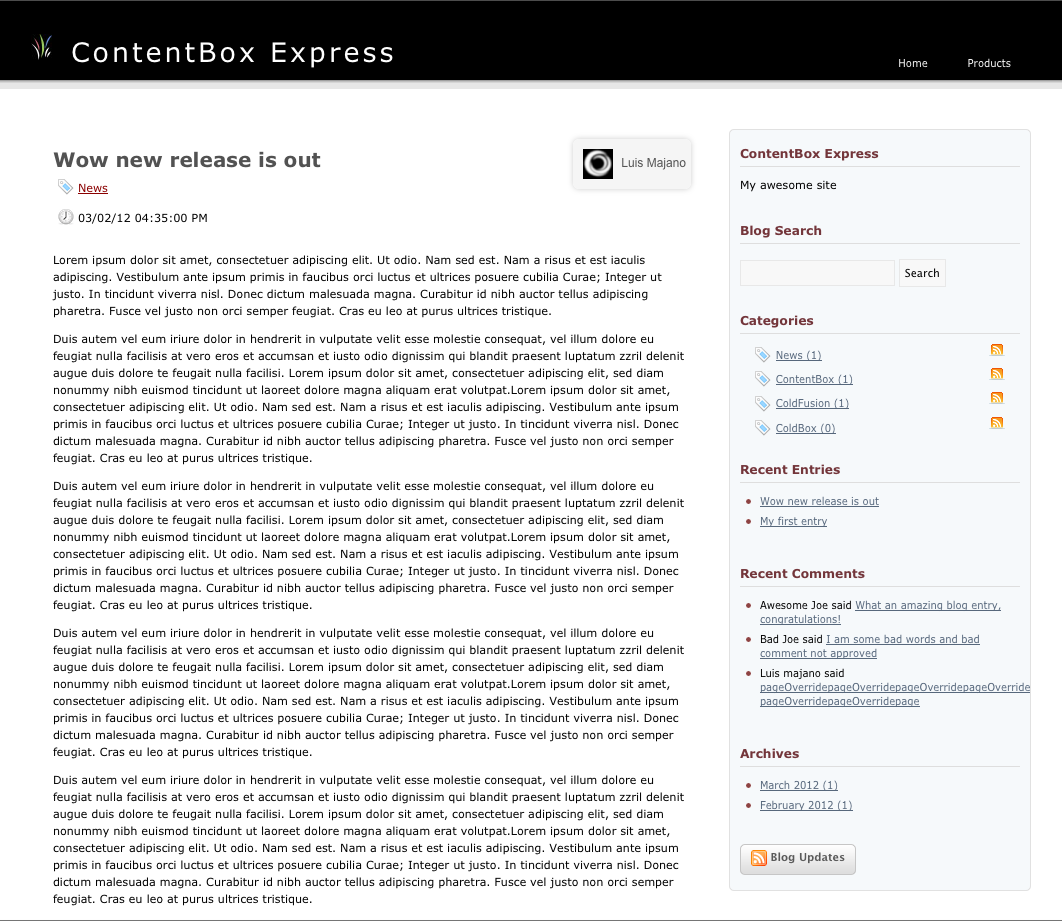 ContentBox Express
Home Products
Wow new release is out
News
03/02/12 04:35:00 PM
Luis Majano
Lorem ipsum dolor sit amet, consectetuer adipiscing elit. Ut odio. Nam sed est. Nam a risus et est iaculis
adipiscing. Vestibulum ante ipsum primis in faucibus orci luctus et ultrices posuere cubilia Curae; Integer ut
justo. In tincidunt viverra nisl. Donec dictum malesuada magna. Curabitur id nibh auctor tellus adipiscing
pharetra. Fusce vel justo non orci semper feugiat. Cras eu leo at purus ultrices tristique.
Duis autem vel eum iriure dolor in hendrerit in vulputate velit esse molestie consequat, vel illum dolore eu
feugiat nulla facilisis at vero eros et accumsan et iusto odio dignissim qui blandit praesent luptatum zzril delenit
augue duis dolore te feugait nulla facilisi. Lorem ipsum dolor sit amet, consectetuer adipiscing elit, sed diam
nonummy nibh euismod tincidunt ut laoreet dolore magna aliquam erat volutpat.Lorem ipsum dolor sit amet,
consectetuer adipiscing elit. Ut odio. Nam sed est. Nam a risus et est iaculis adipiscing. Vestibulum ante ipsum
primis in faucibus orci luctus et ultrices posuere cubilia Curae; Integer ut justo. In tincidunt viverra nisl. Donec
dictum malesuada magna. Curabitur id nibh auctor tellus adipiscing pharetra. Fusce vel justo non orci semper
feugiat. Cras eu leo at purus ultrices tristique.
Duis autem vel eum iriure dolor in hendrerit in vulputate velit esse molestie consequat, vel illum dolore eu
feugiat nulla facilisis at vero eros et accumsan et iusto odio dignissim qui blandit praesent luptatum zzril delenit
augue duis dolore te feugait nulla facilisi. Lorem ipsum dolor sit amet, consectetuer adipiscing elit, sed diam
nonummy nibh euismod tincidunt ut laoreet dolore magna aliquam erat volutpat.Lorem ipsum dolor sit amet,
consectetuer adipiscing elit. Ut odio. Nam sed est. Nam a risus et est iaculis adipiscing. Vestibulum ante ipsum
primis in faucibus orci luctus et ultrices posuere cubilia Curae; Integer ut justo. In tincidunt viverra nisl. Donec
dictum malesuada magna. Curabitur id nibh auctor tellus adipiscing pharetra. Fusce vel justo non orci semper
feugiat. Cras eu leo at purus ultrices tristique.
Duis autem vel eum iriure dolor in hendrerit in vulputate velit esse molestie consequat, vel illum dolore eu
feugiat nulla facilisis at vero eros et accumsan et iusto odio dignissim qui blandit praesent luptatum zzril delenit
augue duis dolore te feugait nulla facilisi. Lorem ipsum dolor sit amet, consectetuer adipiscing elit, sed diam
nonummy nibh euismod tincidunt ut laoreet dolore magna aliquam erat volutpat.Lorem ipsum dolor sit amet,
consectetuer adipiscing elit. Ut odio. Nam sed est. Nam a risus et est iaculis adipiscing. Vestibulum ante ipsum
primis in faucibus orci luctus et ultrices posuere cubilia Curae; Integer ut justo. In tincidunt viverra nisl. Donec
dictum malesuada magna. Curabitur id nibh auctor tellus adipiscing pharetra. Fusce vel justo non orci semper
feugiat. Cras eu leo at purus ultrices tristique.
Duis autem vel eum iriure dolor in hendrerit in vulputate velit esse molestie consequat, vel illum dolore eu
feugiat nulla facilisis at vero eros et accumsan et iusto odio dignissim qui blandit praesent luptatum zzril delenit
augue duis dolore te feugait nulla facilisi. Lorem ipsum dolor sit amet, consectetuer adipiscing elit, sed diam
nonummy nibh euismod tincidunt ut laoreet dolore magna aliquam erat volutpat.Lorem ipsum dolor sit amet,
consectetuer adipiscing elit. Ut odio. Nam sed est. Nam a risus et est iaculis adipiscing. Vestibulum ante ipsum
primis in faucibus orci luctus et ultrices posuere cubilia Curae; Integer ut justo. In tincidunt viverra nisl. Donec
dictum malesuada magna. Curabitur id nibh auctor tellus adipiscing pharetra. Fusce vel justo non orci semper
feugiat. Cras eu leo at purus ultrices tristique.
ContentBox Express
My awesome site
Blog Search
Search
Categories
News (1)
ContentBox (1)
ColdFusion (1)
ColdBox (0)
Recent Entries
Wow new release is out
My first entry
Recent Comments
Awesome Joe said What an amazing blog entry,
congratulations!
Bad Joe said I am some bad words and bad
comment not approved
Luis majano said
pageOverridepageOverridepageOverridepageOverride
pageOverridepageOverridepage
Archives
March 2012 (1)
February 2012 (1)
Blog Updates